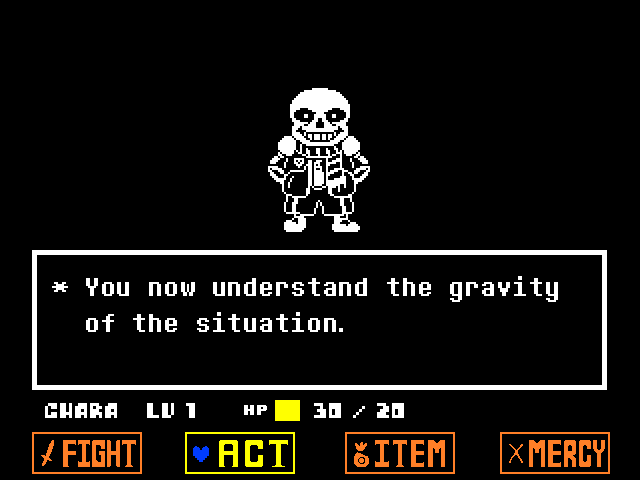 * You now understand the gravity
of the situation.
CHARA LV 1 HP 30 / 20
FIGHT ACT ITEM MERCY